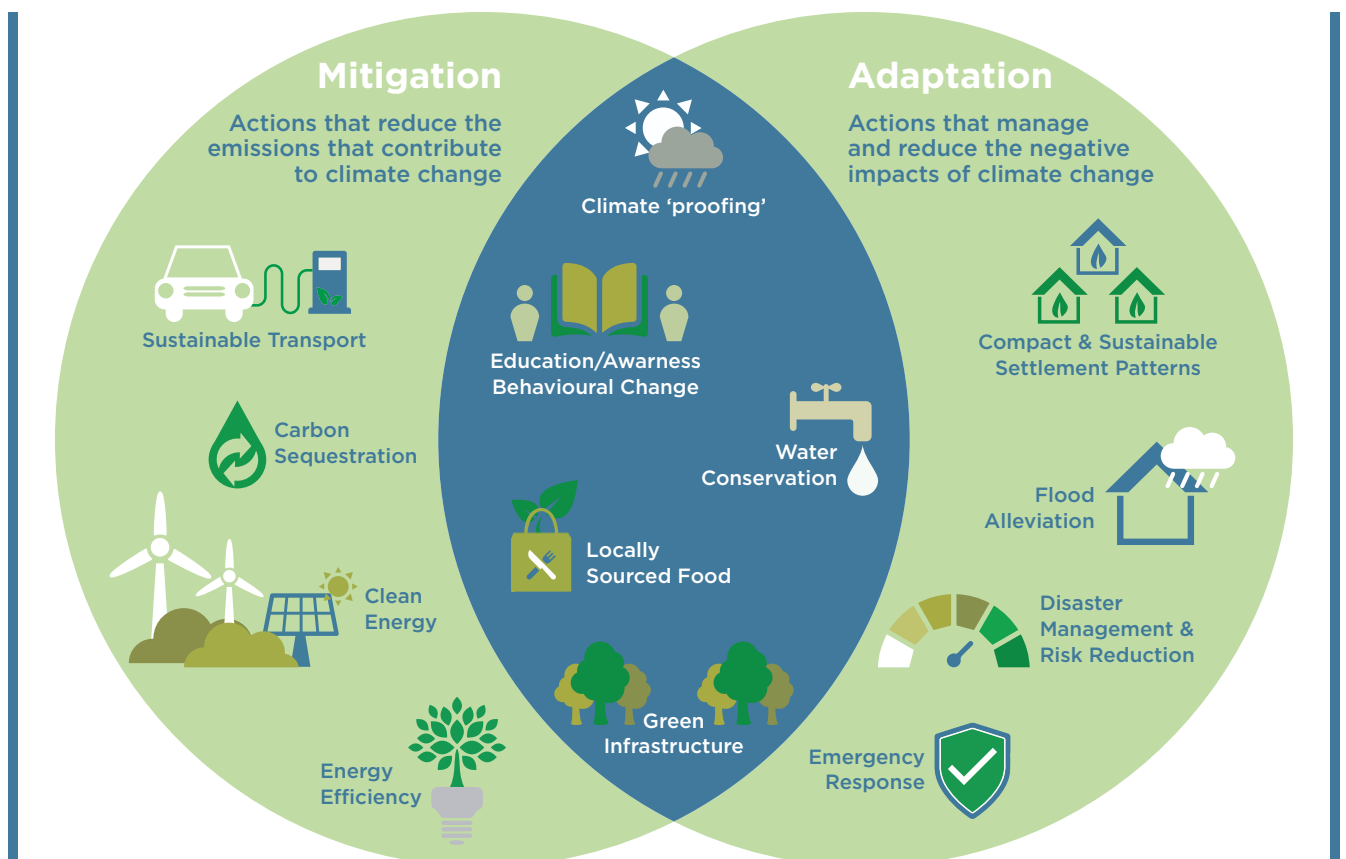 Mitigation
Actions that reduce the
emissions that contribute
to climate change
Sustainable Transport
Carbon
Sequestration
Clean
Energy
Energy
Efficiency
Climate ‘proofing’
Education/Awarness
Behavioural Change
Water
Conservation
Locally
Sourced Food
Green
Infrastructure
Adaptation
Actions that manage
and reduce the negative
impacts of climate change
Compact & Sustainable
Settlement Patterns
Flood
Alleviation
Disaster
Management &
Risk Reduction
Emergency
Response